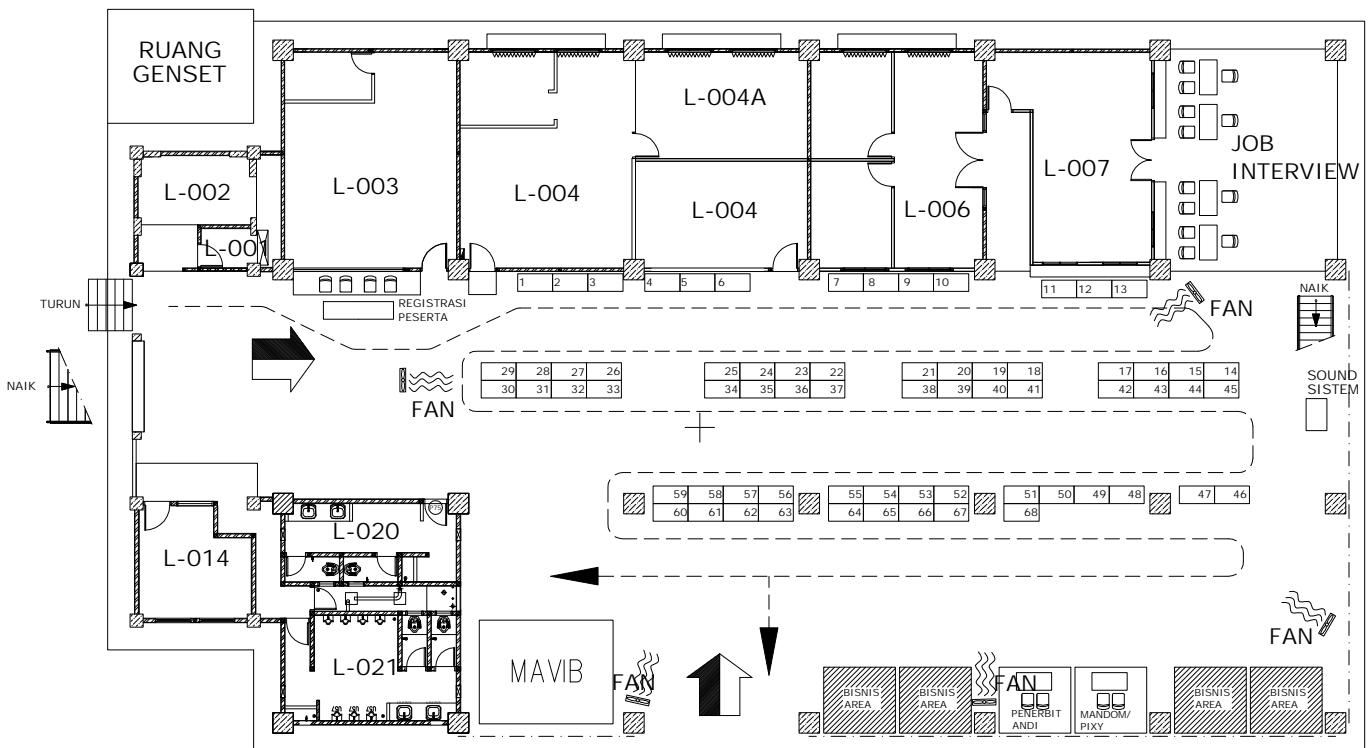 RUANG
GENSET
L-002
L-001
L-003
L-004
L-004A
L-004
L-006
L-007
JOB
INTERVIEW
TURUN
NAIK
REGISTRASI
PESERTA
1 2 3
4 5 6
7 8 9 10
11 12 13
FAN
NAIK
FAN
29 28 27 26
30 31 32 33
25 24 23 22
34 35 36 37
21 20 19 18
38 39 40 41
17 16 15 14
42 43 44 45
SOUND
SISTEM
59 58 57 56
60 61 62 63
55 54 53 52
64 65 66 67
51 50 49 48
68
47 46
P75
L-020
L-014
L-021
MAVIB
FAN
FAN
FAN
BISNIS
AREA
BISNIS
AREA
PENERBIT
ANDI
MANDOM/
PIXY
BISNIS
AREA
BISNIS
AREA